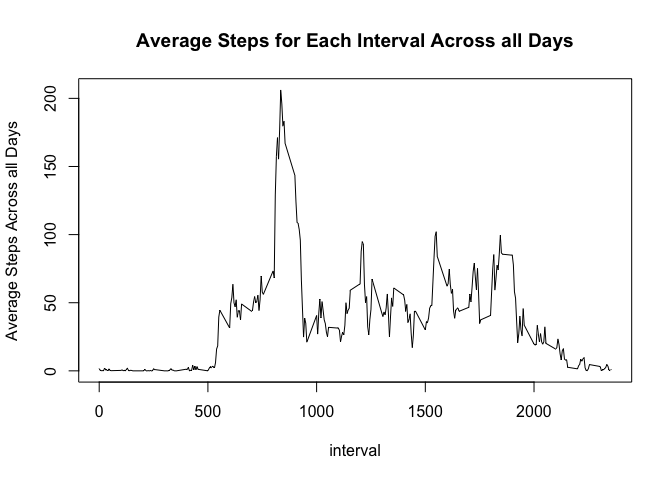 Average Steps for Each Interval Across all Days
Average Steps Across all Days
200
150
100
50
0
0 500 1000 1500 2000
interval